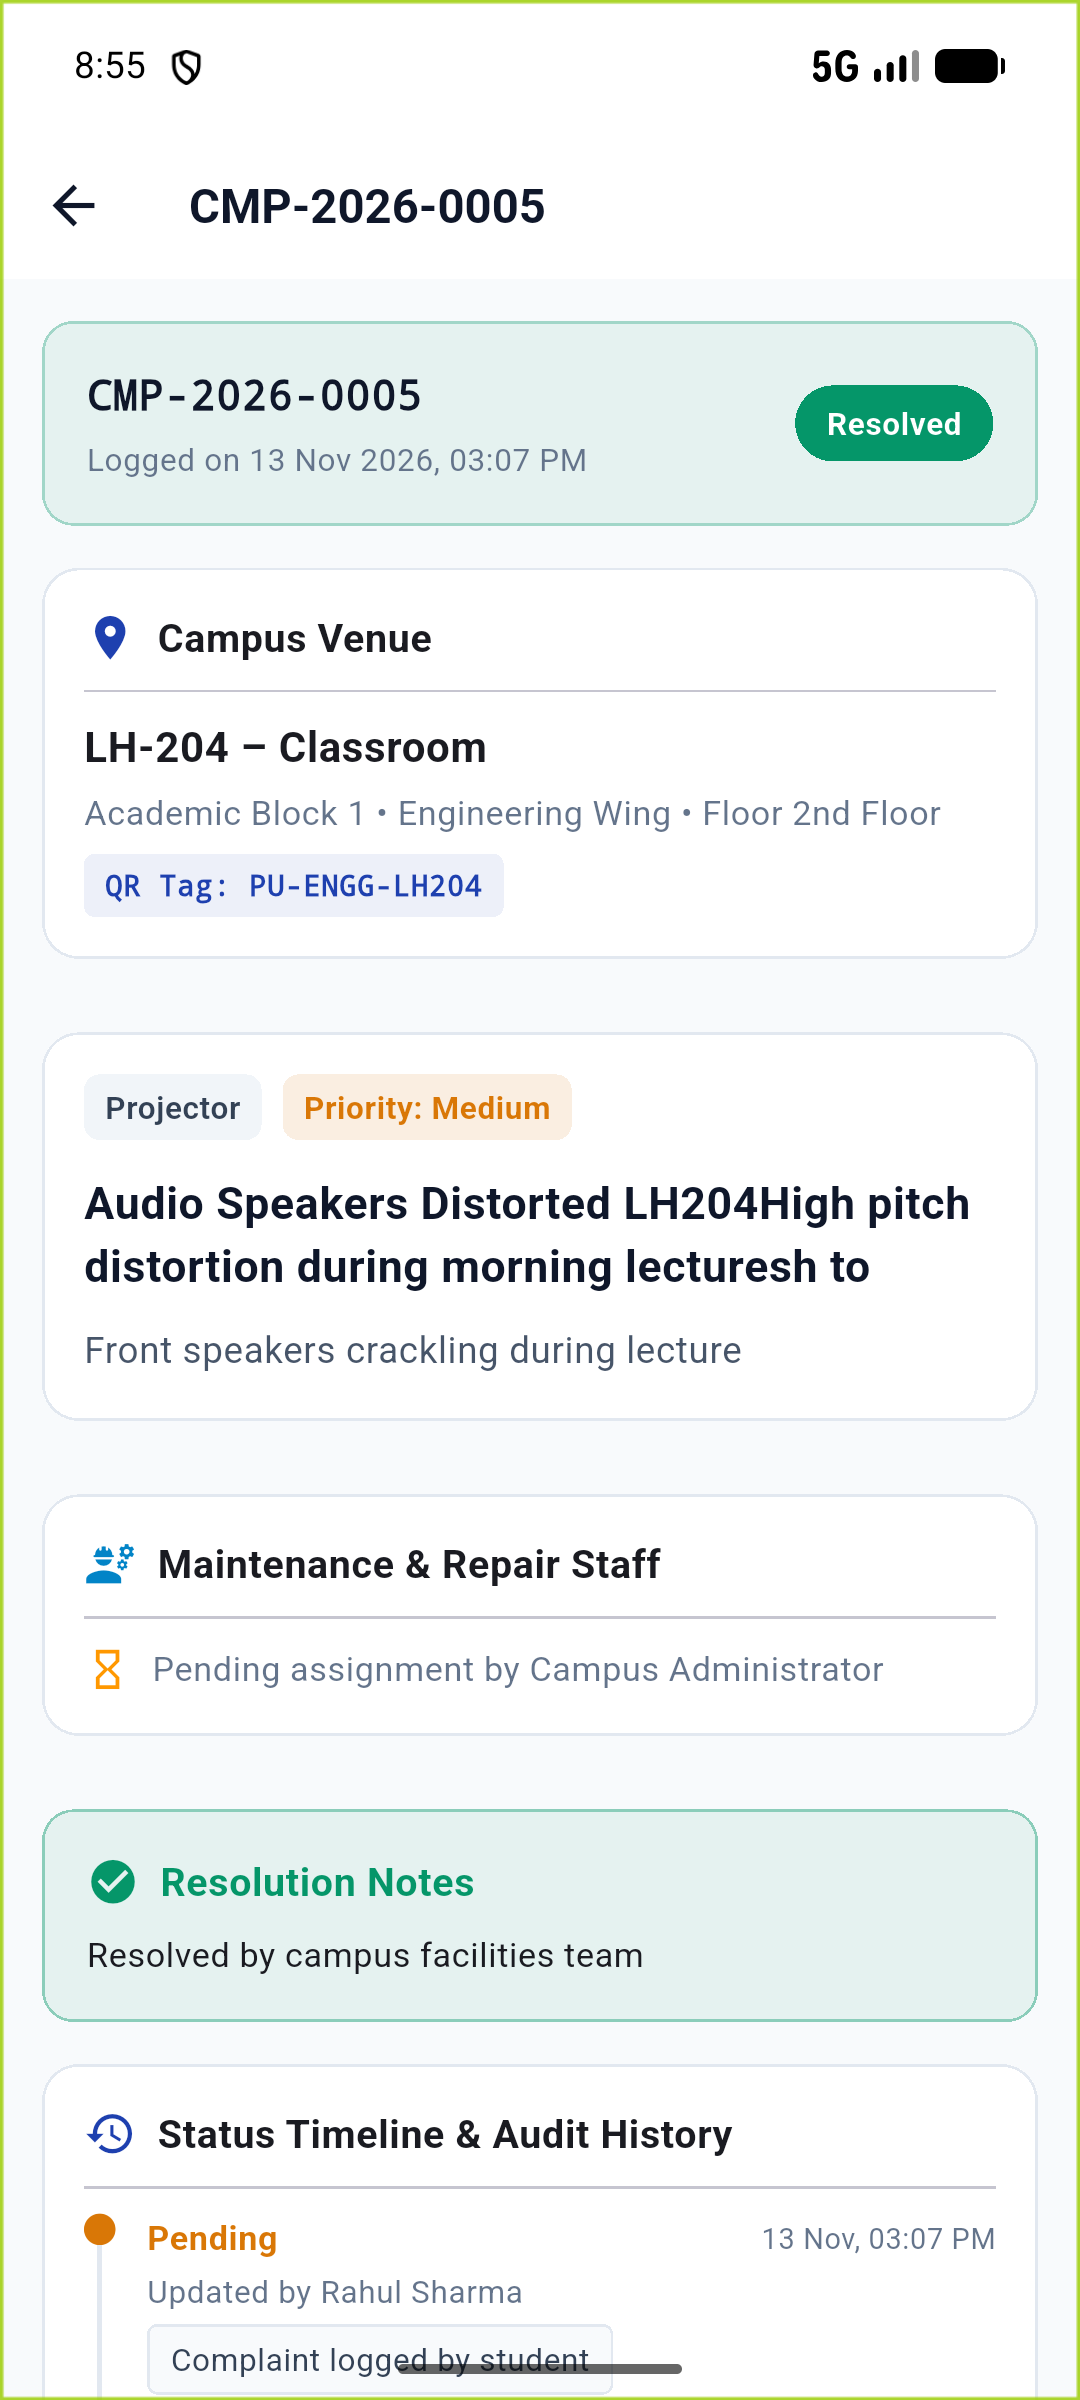 8:55
5G
CMP-2026-0005
CMP-2026-0005
Logged on 13 Nov 2026, 03:07 PM
Resolved
Campus Venue
LH-204 – Classroom
Academic Block 1 • Engineering Wing • Floor 2nd Floor
QR Tag: PU-ENGG-LH204
Projector
Priority: Medium
Audio Speakers Distorted LH204High pitch
distortion during morning lecturesh to
Front speakers crackling during lecture
Maintenance & Repair Staff
Pending assignment by Campus Administrator
Resolution Notes
Resolved by campus facilities team
Status Timeline & Audit History
Pending
13 Nov, 03:07 PM
Updated by Rahul Sharma
Complaint logged by student